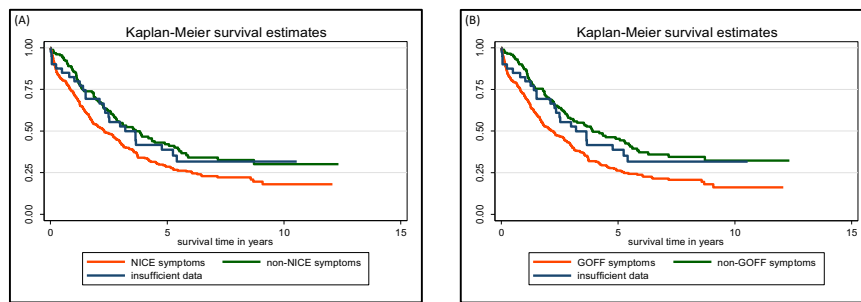 (A)
Kaplan-Meier survival estimates
1.00
0.75
0.50
0.25
0.00
0 5 10 15
survival time in years
NICE symptoms non-NICE symptoms
insufficient data
(B)
Kaplan-Meier survival estimates
1.00
0.75
0.50
0.25
0.00
0 5 10 15
survival time in years
GOFF symptoms non-GOFF symptoms
insufficient data